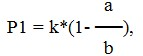 P1 = k*(1- a/b),